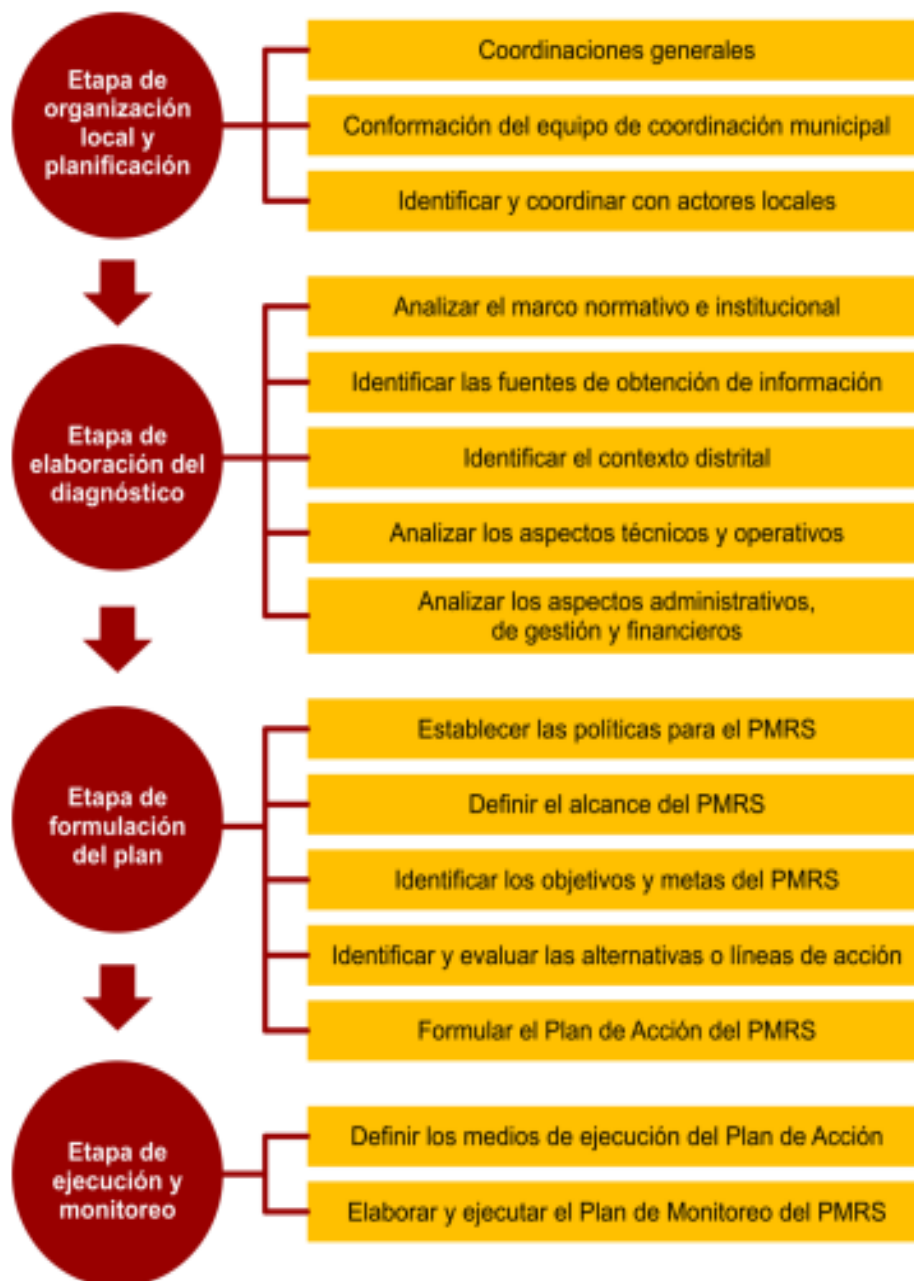 Etapa de
organización
local y
planificación
Coordinaciones generales
Conformación del equipo de coordinación municipal
Identificar y coordinar con actores locales
Etapa de
elaboración del
diagnóstico
Analizar el marco normativo e institucional
Identificar las fuentes de obtención de información
Identificar el contexto distrital
Analizar los aspectos técnicos y operativos
Analizar los aspectos administrativos,
de gestión y financieros
Etapa de
formulación
del plan
Establecer las políticas para el PMRS
Definir el alcance del PMRS
Identificar los objetivos y metas del PMRS
Identificar y evaluar las alternativas o líneas de acción
Formular el Plan de Acción del PMRS
Etapa de
ejecución y
monitoreo
Definir los medios de ejecución del Plan de Acción
Elaborar y ejecutar el Plan de Monitoreo del PMRS